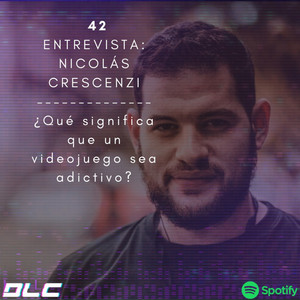 42
ENTREVISTA:
NICOLÁS
CRESCENZI
--------------
¿Qué significa
que un
videojuego sea
adictivo?
DLC
Spotify